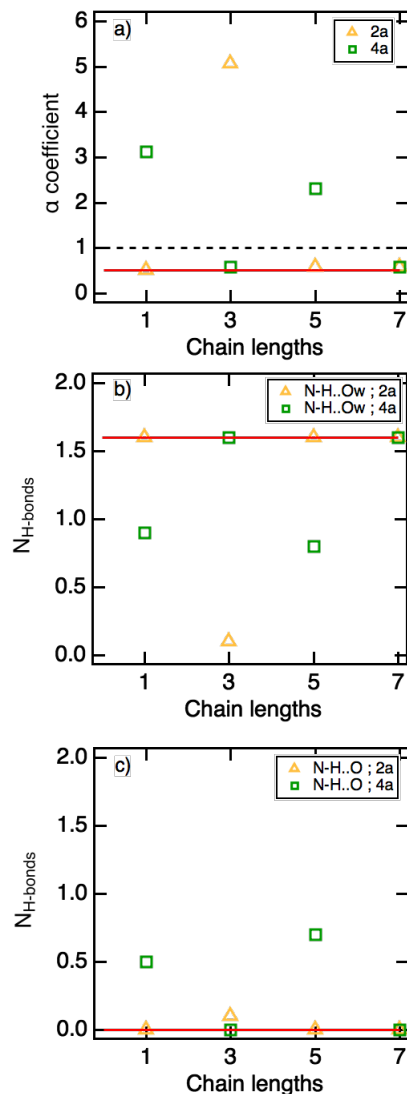 a)
2a
4a
6
5
4
3
2
1
0
α coefficient
1
3
5
7
Chain lengths
b)
N-H..Ow ; 2a
N-H..Ow ; 4a
2.0
1.5
1.0
0.5
0.0
NH-bonds
1
3
5
7
Chain lengths
c)
N-H..O ; 2a
N-H..O ; 4a
2.0
1.5
1.0
0.5
0.0
NH-bonds
1
3
5
7
Chain lengths